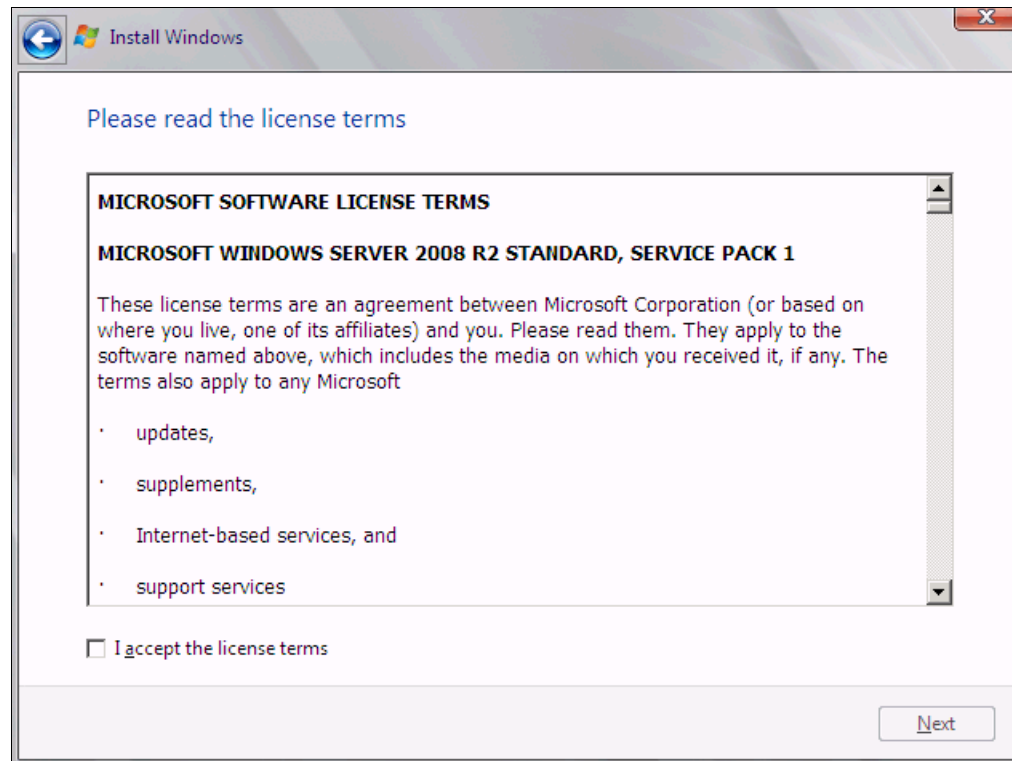 Install Windows
Please read the license terms
MICROSOFT SOFTWARE LICENSE TERMS
MICROSOFT WINDOWS SERVER 2008 R2 STANDARD, SERVICE PACK 1
These license terms are an agreement between Microsoft Corporation (or based on
where you live, one of its affiliates) and you. Please read them. They apply to the
software named above, which includes the media on which you received it, if any. The
terms also apply to any Microsoft
· updates,
· supplements,
· Internet-based services, and
· support services
I accept the license terms
Next